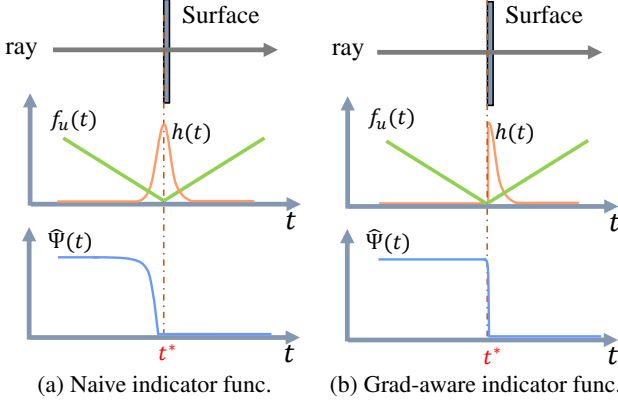 Surface
ray
f_u(t)
h(t)
t
Ψ̂(t)
t
t*
(a) Naive indicator func.
Surface
ray
f_u(t)
h(t)
t
Ψ̂(t)
t
t*
(b) Grad-aware indicator func.